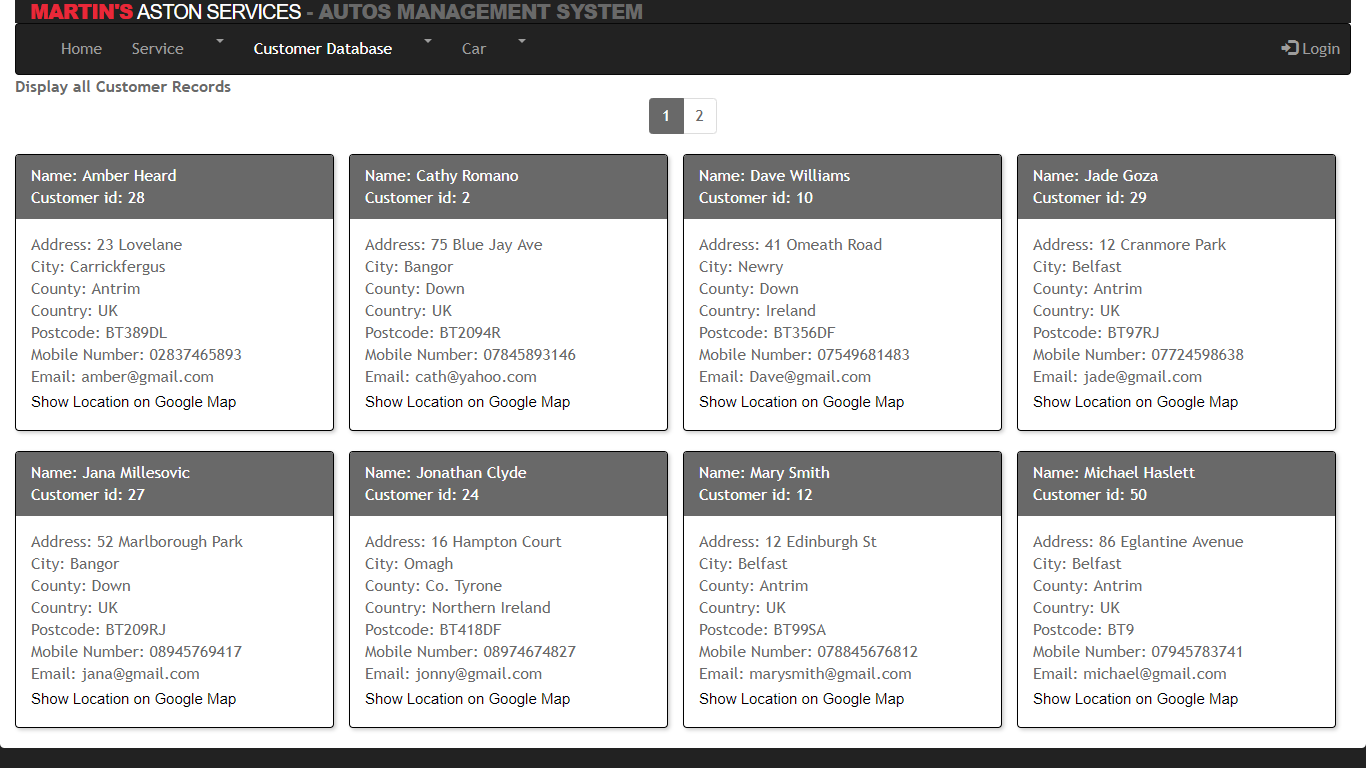 MARTIN'S ASTON SERVICES - AUTOS MANAGEMENT SYSTEM
Home Service Customer Database Car Login
Display all Customer Records
1 2
Name: Amber Heard
Customer id: 28
Address: 23 Lovelane
City: Carrickfergus
County: Antrim
Country: UK
Postcode: BT389DL
Mobile Number: 02837465893
Email: amber@gmail.com
Show Location on Google Map
Name: Cathy Romano
Customer id: 2
Address: 75 Blue Jay Ave
City: Bangor
County: Down
Country: UK
Postcode: BT2094R
Mobile Number: 07845893146
Email: cath@yahoo.com
Show Location on Google Map
Name: Dave Williams
Customer id: 10
Address: 41 Omeath Road
City: Newry
County: Down
Country: Ireland
Postcode: BT356DF
Mobile Number: 07549681483
Email: Dave@gmail.com
Show Location on Google Map
Name: Jade Goza
Customer id: 29
Address: 12 Cranmore Park
City: Belfast
County: Antrim
Country: UK
Postcode: BT97RJ
Mobile Number: 07724598638
Email: jade@gmail.com
Show Location on Google Map
Name: Jana Millesovic
Customer id: 27
Address: 52 Marlborough Park
City: Bangor
County: Down
Country: UK
Postcode: BT209RJ
Mobile Number: 08945769417
Email: jana@gmail.com
Show Location on Google Map
Name: Jonathan Clyde
Customer id: 24
Address: 16 Hampton Court
City: Omagh
County: Co. Tyrone
Country: Northern Ireland
Postcode: BT418DF
Mobile Number: 08974674827
Email: jonny@gmail.com
Show Location on Google Map
Name: Mary Smith
Customer id: 12
Address: 12 Edinburgh St
City: Belfast
County: Antrim
Country: UK
Postcode: BT99SA
Mobile Number: 078845676812
Email: marysmith@gmail.com
Show Location on Google Map
Name: Michael Haslett
Customer id: 50
Address: 86 Eglantine Avenue
City: Belfast
County: Antrim
Country: UK
Postcode: BT9
Mobile Number: 07945783741
Email: michael@gmail.com
Show Location on Google Map